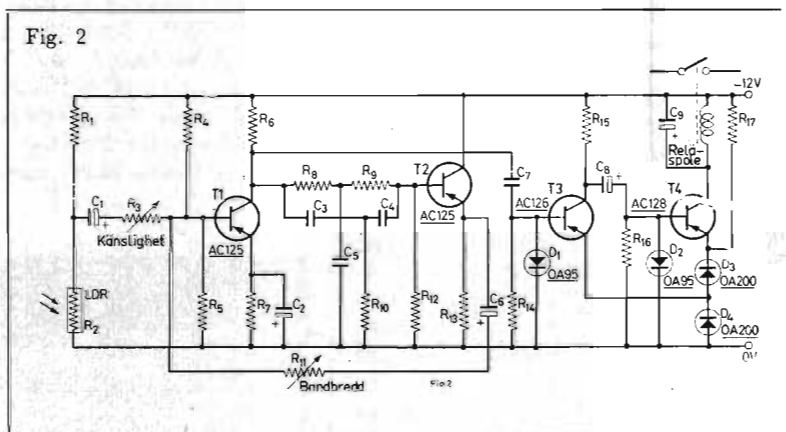 Fig. 2
-12V
R1
R4
R6
R15
C9
R17
Relä-
spole
C1
R3
Känslighet
T1
AC125
R8
R9
C3
C4
T2
AC125
C7
AC126
T3
C8
AC128
T4
LDR
R2
R5
R7
C2
C5
R10
R12
R13
C6
R14
D1
OA95
R16
D2
OA95
D3
OA200
D4
OA200
0V
R11
Bandbredd
Fig.2